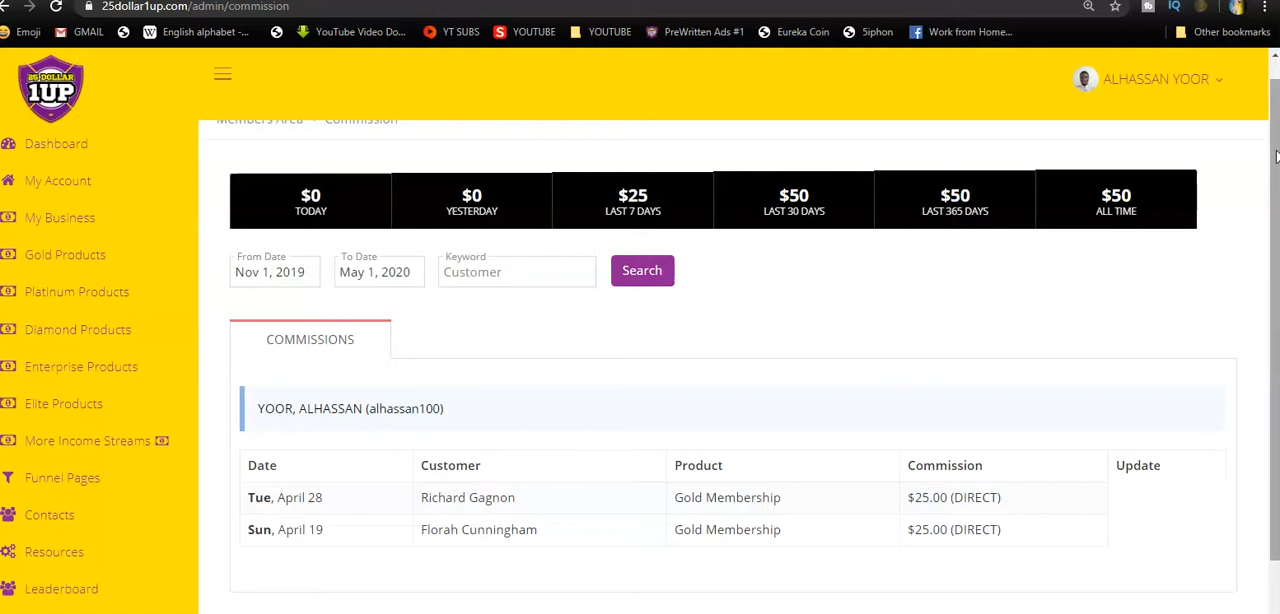 25dollar1up.com/admin/commission
Emoji GMAIL English alphabet -... YouTube Video Do... YT SUBS YOUTUBE YOUTUBE PreWritten Ads #1 Eureka Coin 5iphon Work from Home... Other bookmarks
25 DOLLAR
1UP
ALHASSAN YOOR
Members Area Commission
Dashboard
My Account
My Business
Gold Products
Platinum Products
Diamond Products
Enterprise Products
Elite Products
More Income Streams
Funnel Pages
Contacts
Resources
Leaderboard
$0 $0 $25 $50 $50 $50
TODAY YESTERDAY LAST 7 DAYS LAST 30 DAYS LAST 365 DAYS ALL TIME
From Date To Date Keyword
Nov 1, 2019 May 1, 2020 Customer Search
COMMISSIONS
YOOR, ALHASSAN (alhassan100)
Date Customer Product Commission Update
Tue, April 28 Richard Gagnon Gold Membership $25.00 (DIRECT)
Sun, April 19 Florah Cunningham Gold Membership $25.00 (DIRECT)